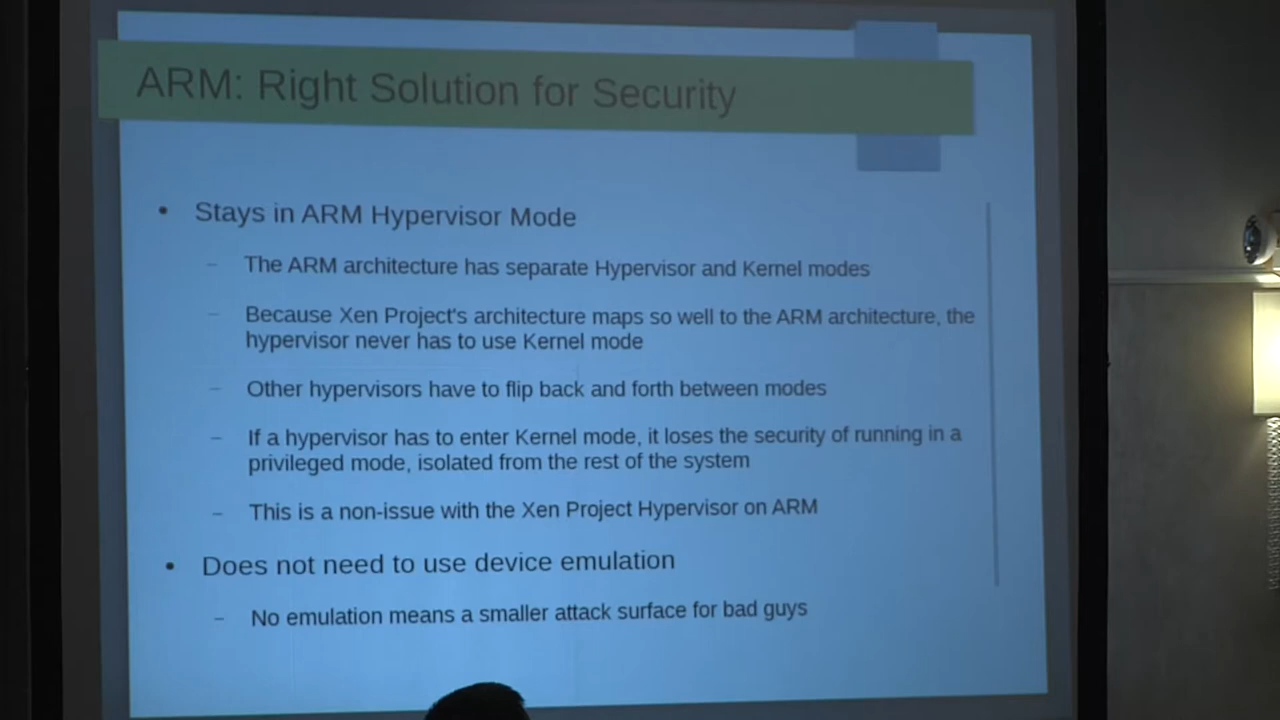 ARM: Right Solution for Security
• Stays in ARM Hypervisor Mode
– The ARM architecture has separate Hypervisor and Kernel modes
– Because Xen Project's architecture maps so well to the ARM architecture, the
hypervisor never has to use Kernel mode
– Other hypervisors have to flip back and forth between modes
– If a hypervisor has to enter Kernel mode, it loses the security of running in a
privileged mode, isolated from the rest of the system
– This is a non-issue with the Xen Project Hypervisor on ARM
• Does not need to use device emulation
– No emulation means a smaller attack surface for bad guys